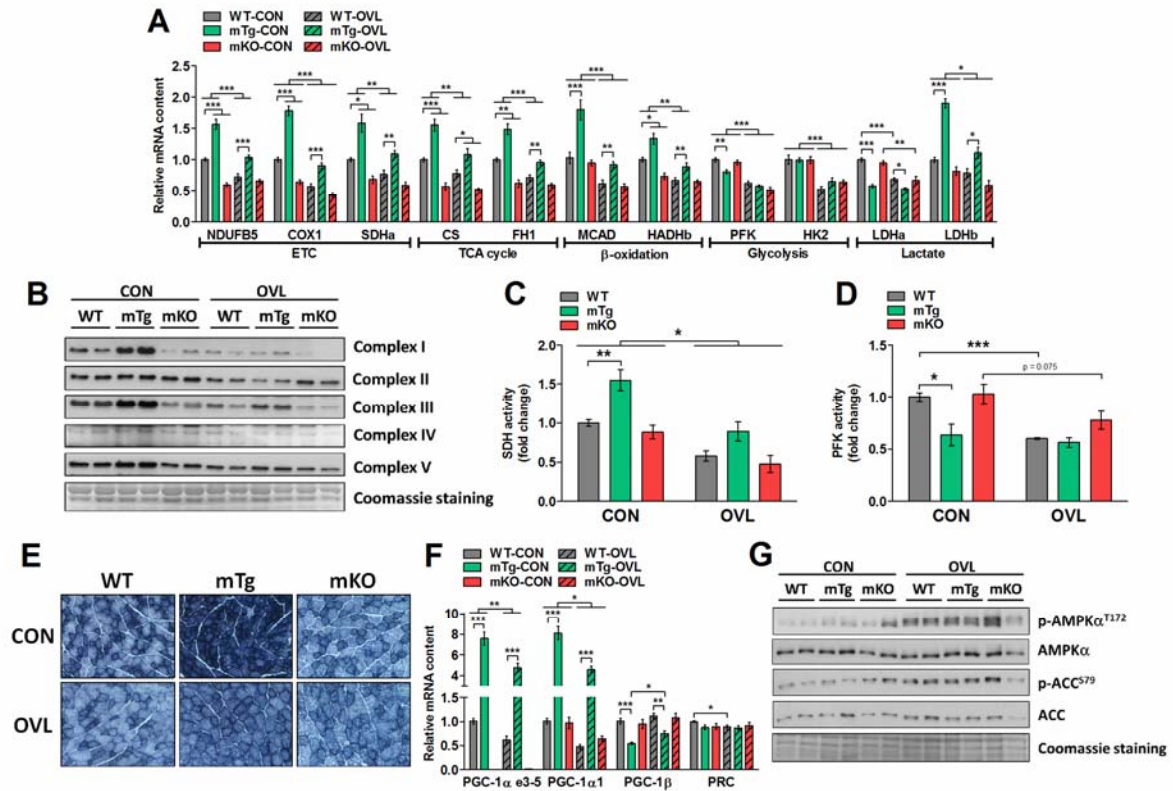 A
WT-CON WT-OVL
mTg-CON mTg-OVL
mKO-CON mKO-OVL
Relative mRNA content
2.5
2.0
1.5
1.0
0.5
0.0
*** *** ** ** *** *** ** *** *** *** ** *
*** *** * *** ** *** * ** *** ** ***
*** *** ** * ** ** ** * *
NDUFB5 COX1 SDHa CS FH1 MCAD HADHb PFK HK2 LDHa LDHb
ETC TCA cycle β-oxidation Glycolysis Lactate
B
CON OVL
WT mTg mKO WT mTg mKO
Complex I
Complex II
Complex III
Complex IV
Complex V
Coomassie staining
C
WT
mTg
mKO
SDH activity
(fold change)
2.0
1.5
1.0
0.5
0.0
*
**
CON OVL
D
WT
mTg
mKO
PFK activity
(fold change)
1.5
1.0
0.5
0.0
***
p = 0.075
*
CON OVL
E
WT mTg mKO
CON
OVL
F
WT-CON WT-OVL
mTg-CON mTg-OVL
mKO-CON mKO-OVL
Relative mRNA content
10
8
6
4
2
1.5
1.0
0.5
0.0
** *
*** *** *** ***
* *
*** **
PGC-1α e3-5 PGC-1α1 PGC-1β PRC
G
CON OVL
WT mTg mKO WT mTg mKO
p-AMPKα^T172
AMPKα
p-ACC^S79
ACC
Coomassie staining